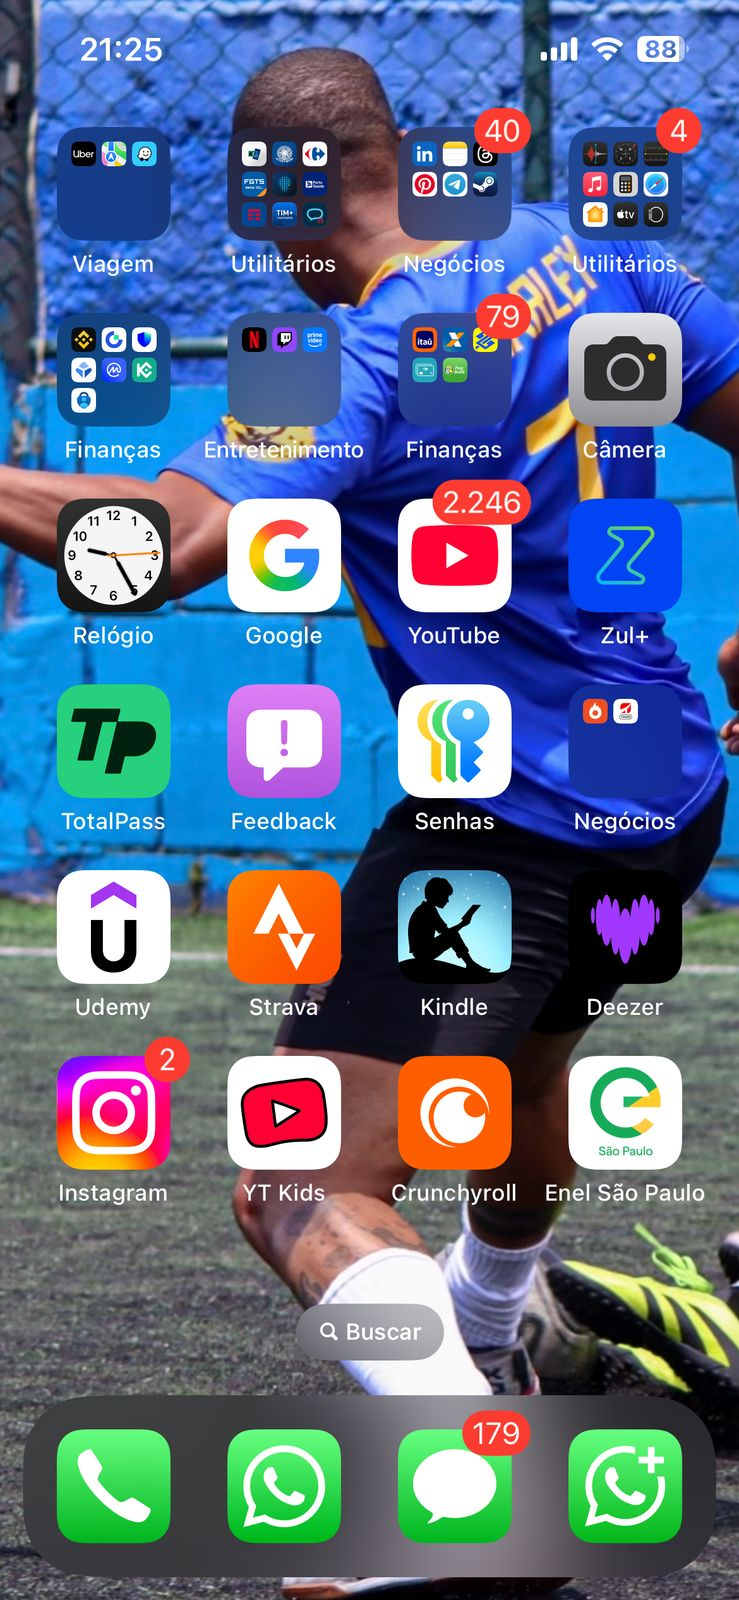 21:25
88
40
4
Uber
FGTS
TIM+
in
tv
Viagem
Utilitários
Negócios
Utilitários
79
N
prime video
itaú
Finanças
Entretenimento
Finanças
Câmera
RLEY
7
2.246
12
11
1
10
2
9
3
8
4
7
5
6
G
Relógio
Google
YouTube
Zul+
TP
!
TotalPass
Feedback
Senhas
Negócios
U
Udemy
Strava
Kindle
Deezer
2
e
São Paulo
Instagram
YT Kids
Crunchyroll
Enel São Paulo
Buscar
179